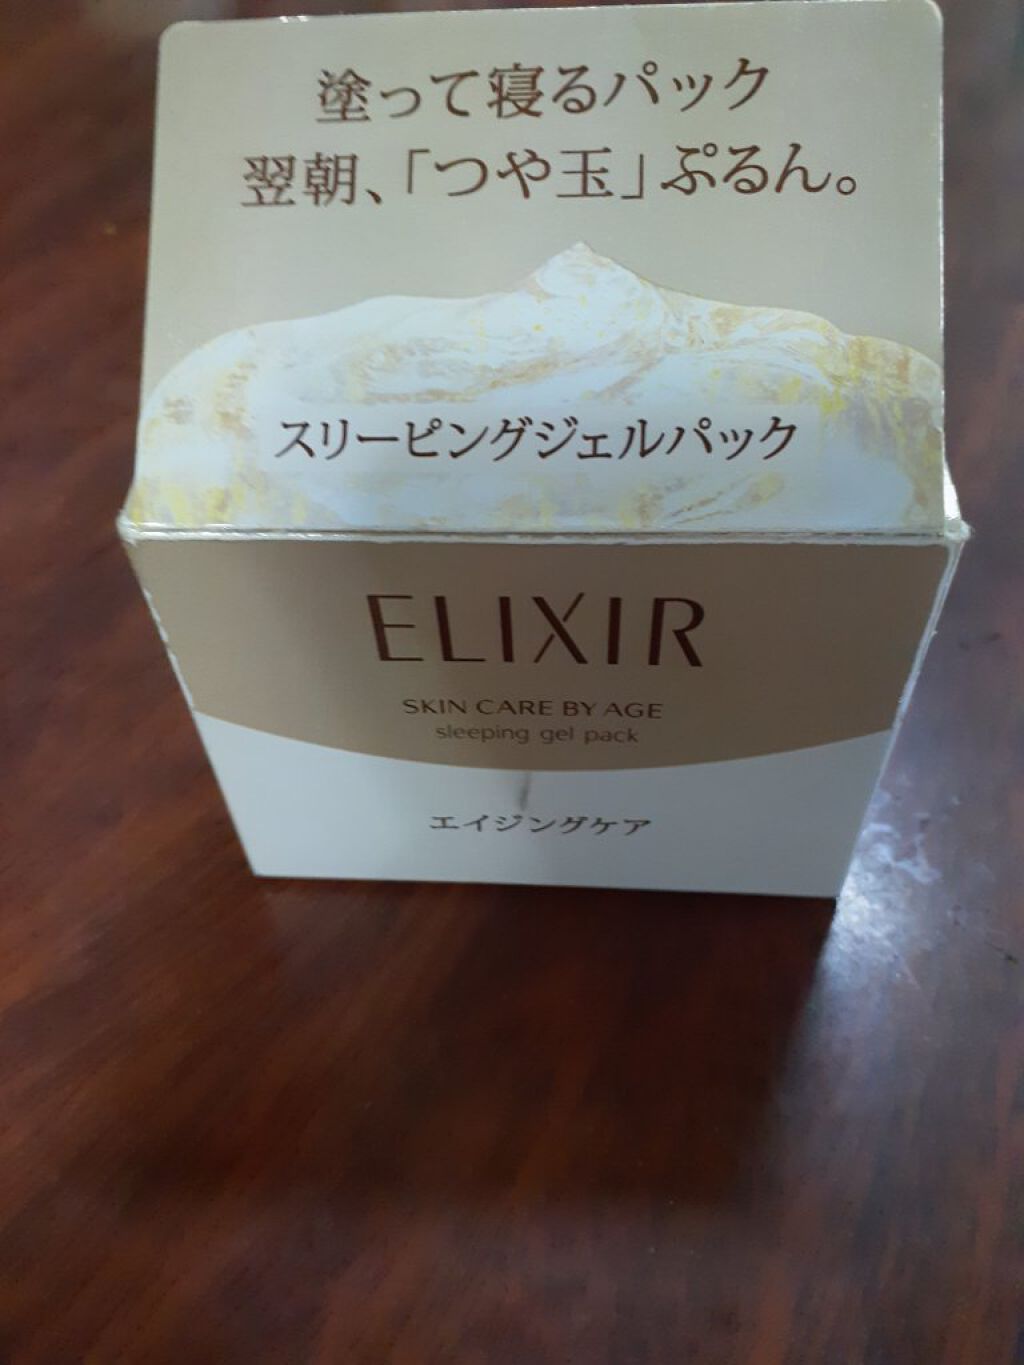 塗って寝るパック
翌朝、「つや玉」ぷるん。
スリーピングジェルパック
ELIXIR
SKIN CARE BY AGE
sleeping gel pack
エイジングケア